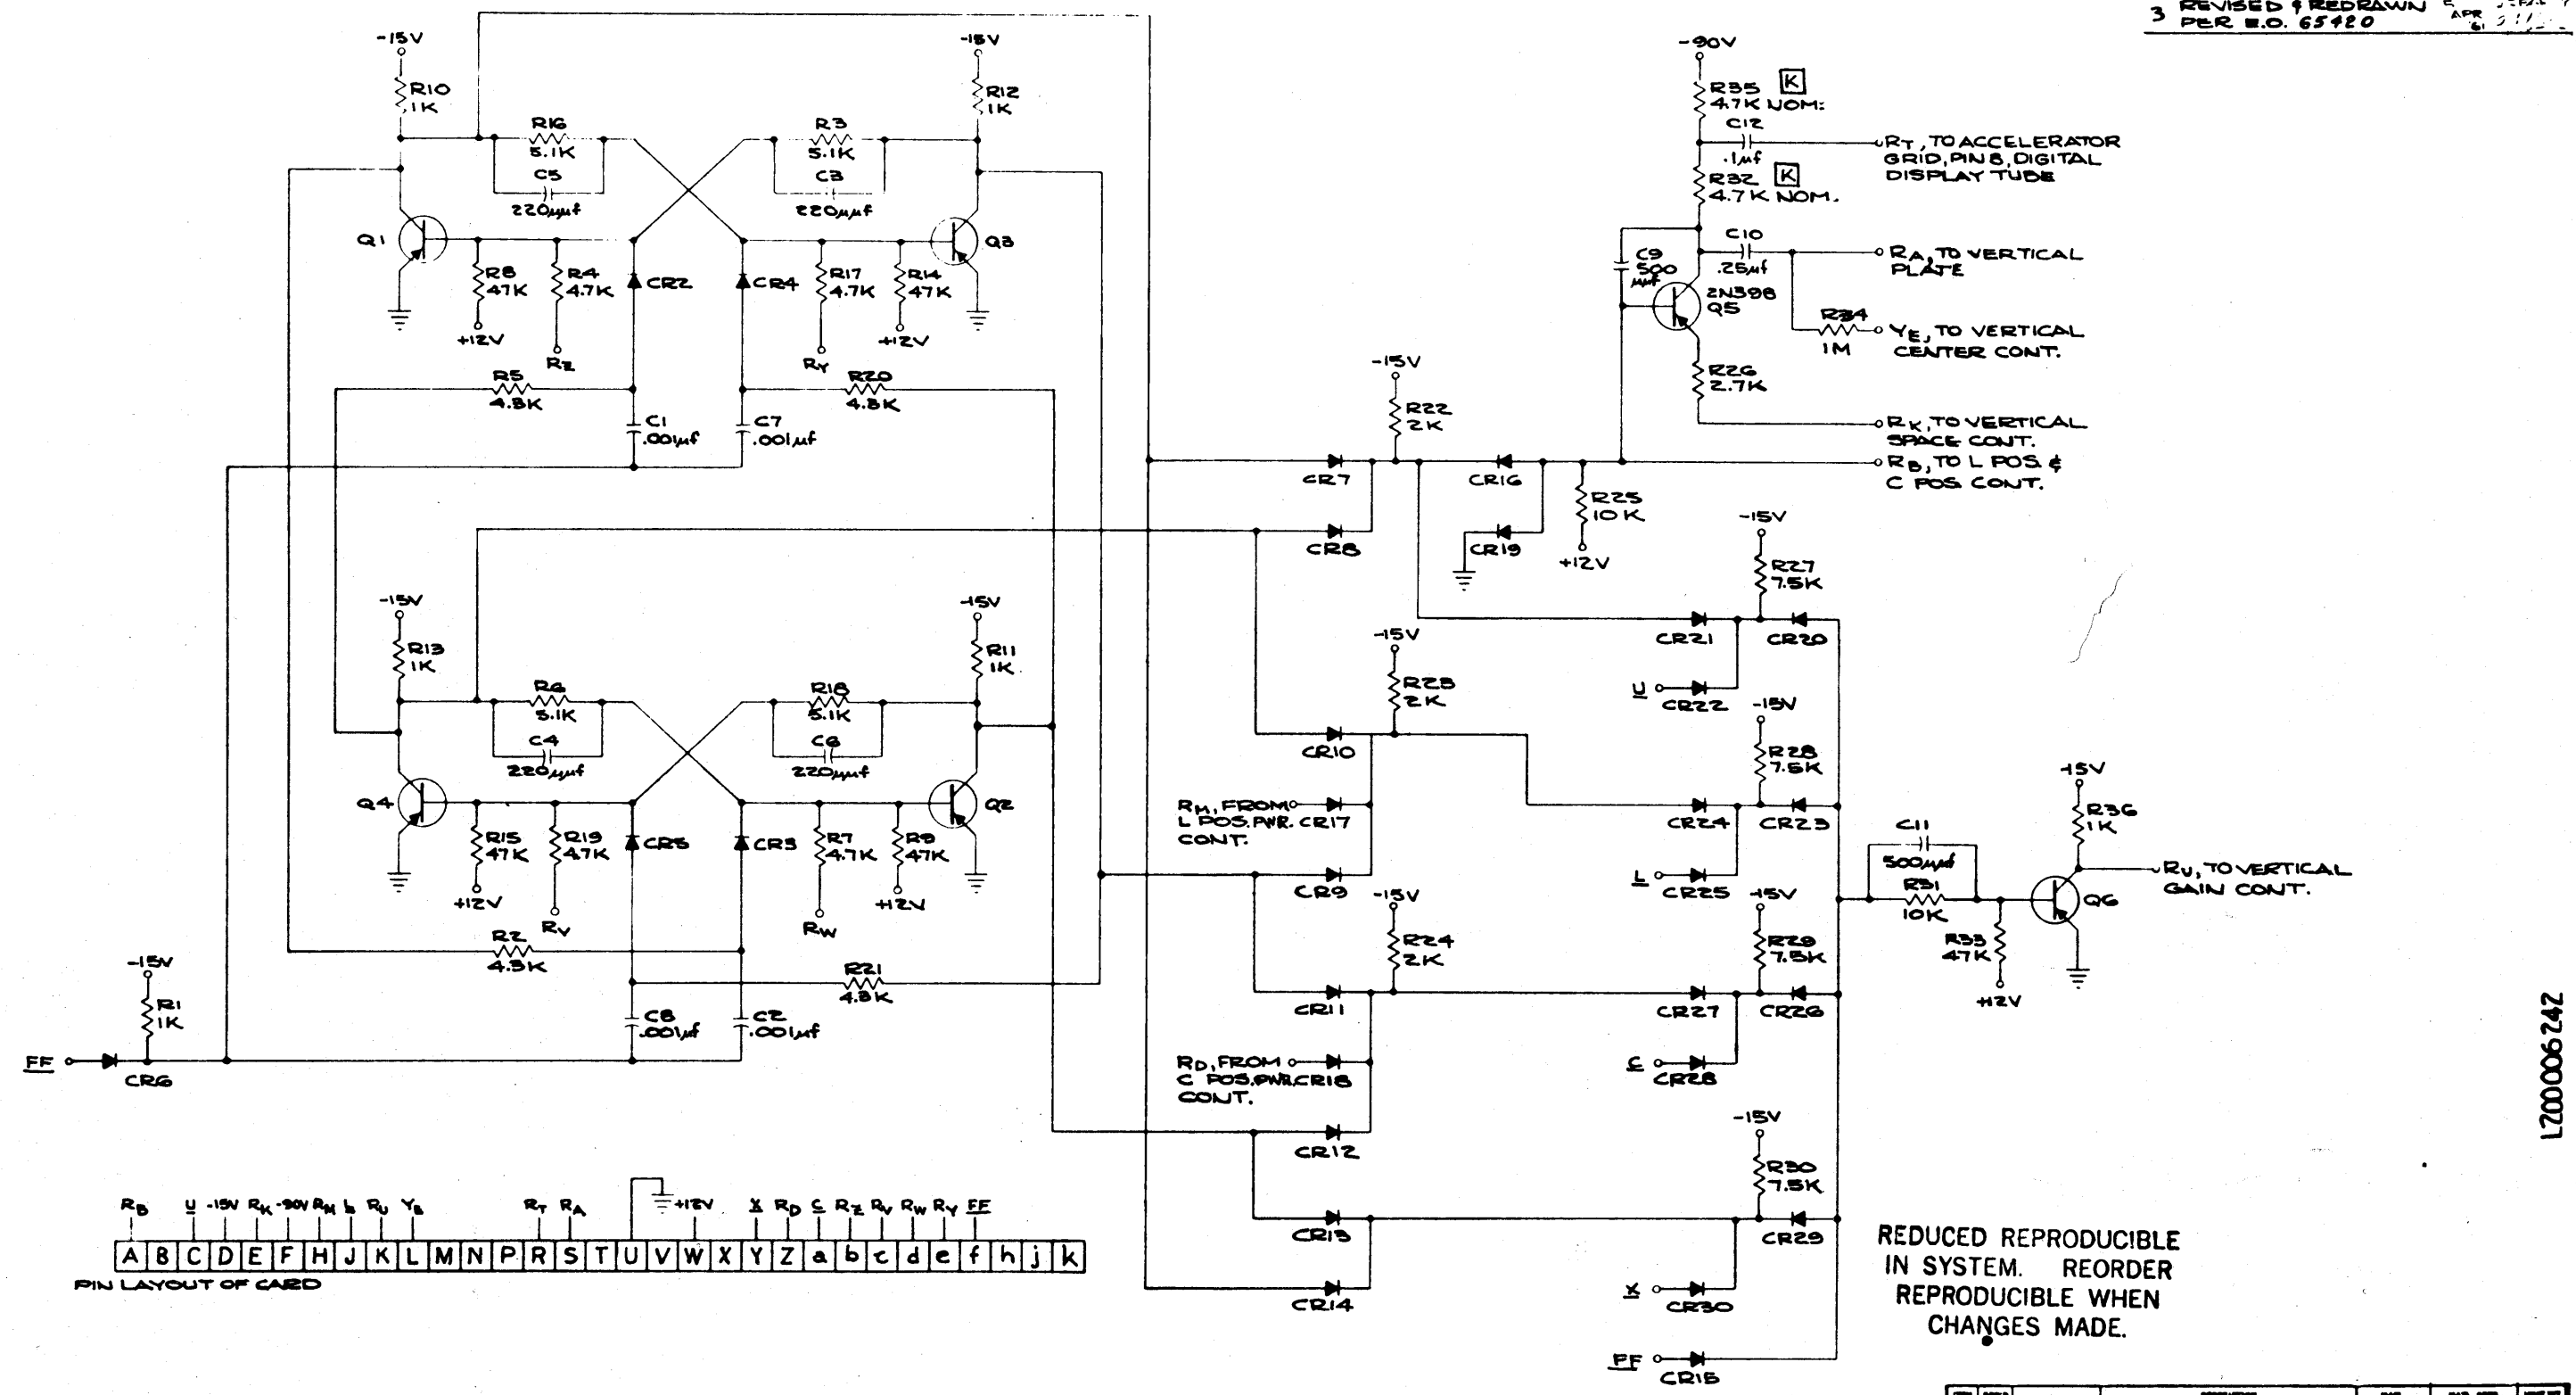 3 REVISED & REDRAWN
PER E.O. 65420
APR
61
-15V
R10
1K
-15V
R12
1K
R16
5.1K
C5
220μμf
R3
5.1K
C3
220μμf
Q1
Q3
R8
47K
+12V
R4
4.7K
RZ
CR2
CR4
R17
4.7K
RY
R14
47K
+12V
R5
4.3K
R20
4.3K
C1
.001μf
C7
.001μf
-15V
R13
1K
-15V
R11
1K
R6
5.1K
C4
220μμf
R18
5.1K
C6
220μμf
Q4
Q2
R15
47K
+12V
R19
4.7K
RV
CR5
CR3
R7
4.7K
RW
R9
47K
+12V
R2
4.3K
R21
4.3K
C8
.001μf
C2
.001μf
-15V
R1
1K
FF
CR6
-90V
R35 K
4.7K NOM.
C12
.1μf
RT, TO ACCELERATOR
GRID, PIN 8, DIGITAL
DISPLAY TUBE
R32 K
4.7K NOM.
C9
500
μμf
C10
.25μf
RA, TO VERTICAL
PLATE
2N398
Q5
R34
1M
YE, TO VERTICAL
CENTER CONT.
R26
2.7K
RK, TO VERTICAL
SPACE CONT.
RB, TO L POS. &
C POS. CONT.
-15V
R22
2K
CR7
CR16
R25
10K
+12V
CR8
CR19
-15V
R27
7.5K
CR21
CR20
U
CR22
-15V
R23
2K
-15V
R28
7.5K
CR10
RM, FROM
L POS. PWR.
CONT.
CR17
CR24
CR23
L
CR25
CR9
-15V
R24
2K
-15V
R29
7.5K
CR11
CR27
CR26
RD, FROM
C POS. PWR.
CONT.
CR18
C
CR28
CR12
-15V
R30
7.5K
CR13
CR29
CR14
X
CR30
FF
CR15
C11
500μμf
R31
10K
R33
47K
+12V
-15V
R36
1K
Q6
RU, TO VERTICAL
GAIN CONT.
RB U -15V RK -90V RM L RU YE RT RA +12V X RD C RZ RV RW RY FF
A B C D E F H J K L M N P R S T U V W X Y Z a b c d e f h j k
PIN LAYOUT OF CARD
REDUCED REPRODUCIBLE
IN SYSTEM. REORDER
REPRODUCIBLE WHEN
CHANGES MADE.
LZ00006242